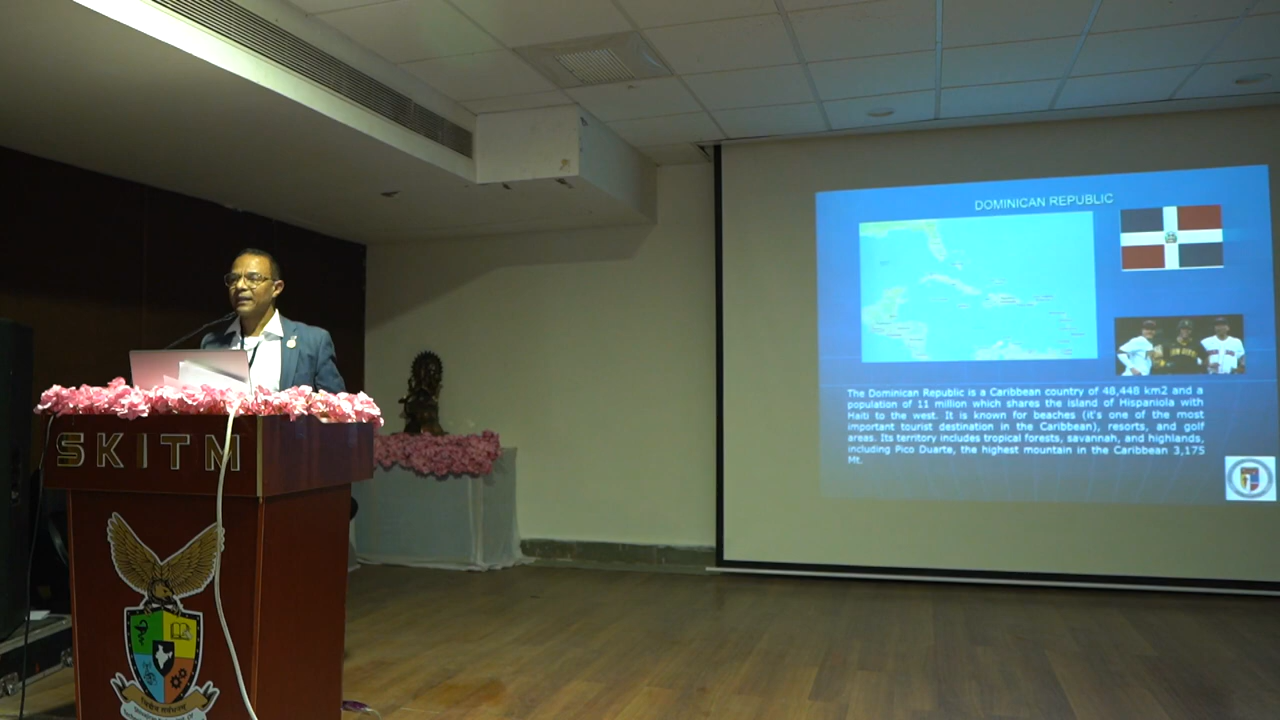 DOMINICAN REPUBLIC
The Dominican Republic is a Caribbean country of 48,448 km2 and a
population of 11 million which shares the island of Hispaniola with
Haiti to the west. It is known for beaches (it's one of the most
important tourist destination in the Caribbean), resorts, and golf
areas. Its territory includes tropical forests, savannah, and highlands,
including Pico Duarte, the highest mountain in the Caribbean 3,175
Mt.
SKITM